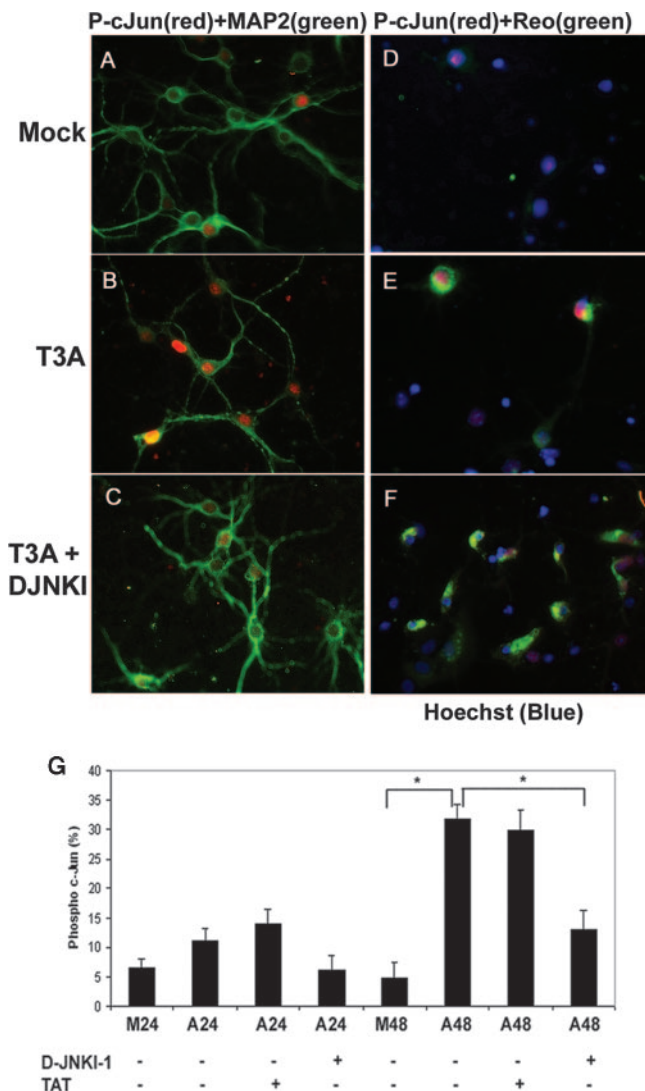 P-cJun(red)+MAP2(green) P-cJun(red)+Reo(green)
A D
Mock
B E
T3A
C F
T3A +
DJNKI
Hoechst (Blue)
G
40
35
30
25
20
15
10
5
0
Phospho c-Jun (%)
* *
M24 A24 A24 A24 M48 A48 A48 A48
D-JNKI-1 - - - + - - - +
TAT - - + - - - + -